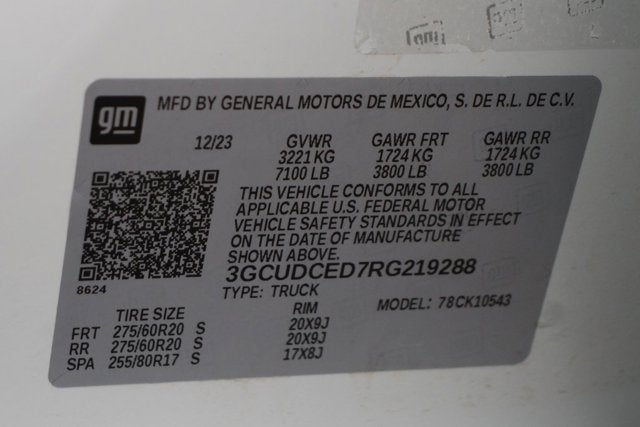 gm
MFD BY GENERAL MOTORS DE MEXICO, S. DE R.L. DE C.V.
12/23 GVWR GAWR FRT GAWR RR
3221 KG 1724 KG 1724 KG
7100 LB 3800 LB 3800 LB
THIS VEHICLE CONFORMS TO ALL
APPLICABLE U.S. FEDERAL MOTOR
VEHICLE SAFETY STANDARDS IN EFFECT
ON THE DATE OF MANUFACTURE
SHOWN ABOVE.
3GCUDCED7RG219288
8624
TYPE: TRUCK
MODEL: 78CK10543
TIRE SIZE RIM
FRT 275/60R20 S 20X9J
RR 275/60R20 S 20X9J
SPA 255/80R17 S 17X8J